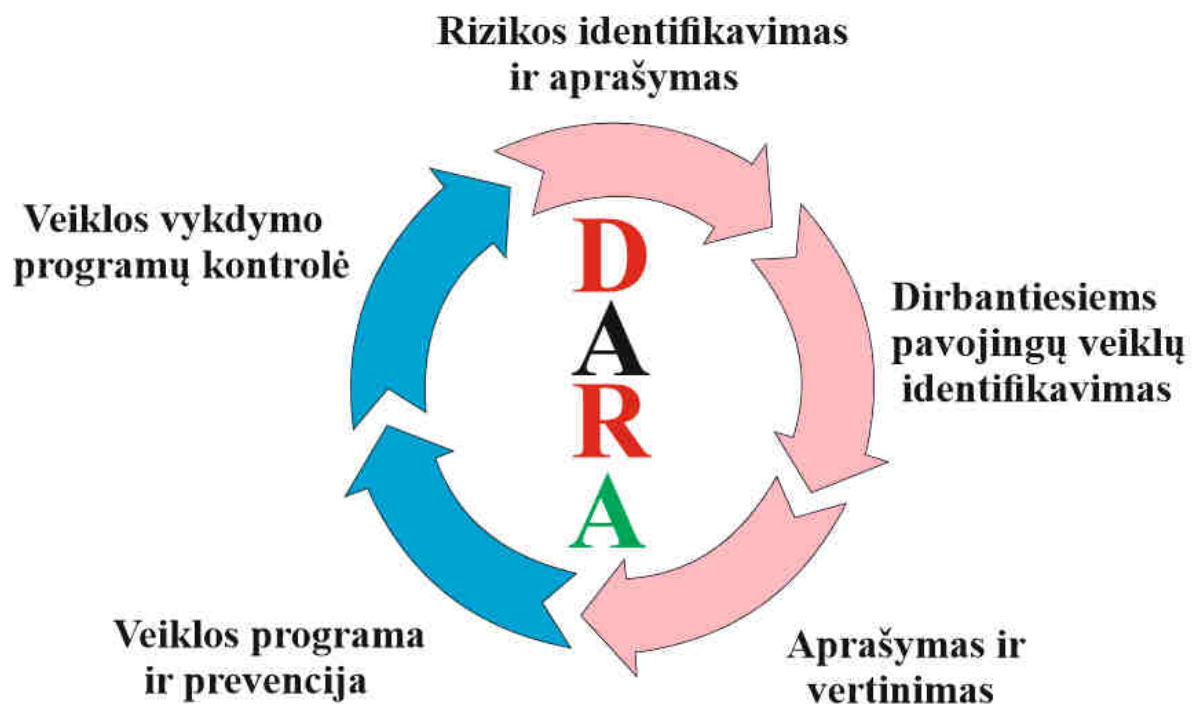 Rizikos identifikavimas
ir aprašymas
Dirbantiesiems
pavojingų veiklų
identifikavimas
Aprašymas ir
vertinimas
Veiklos programa
ir prevencija
Veiklos vykdymo
programų kontrolė
D
A
R
A